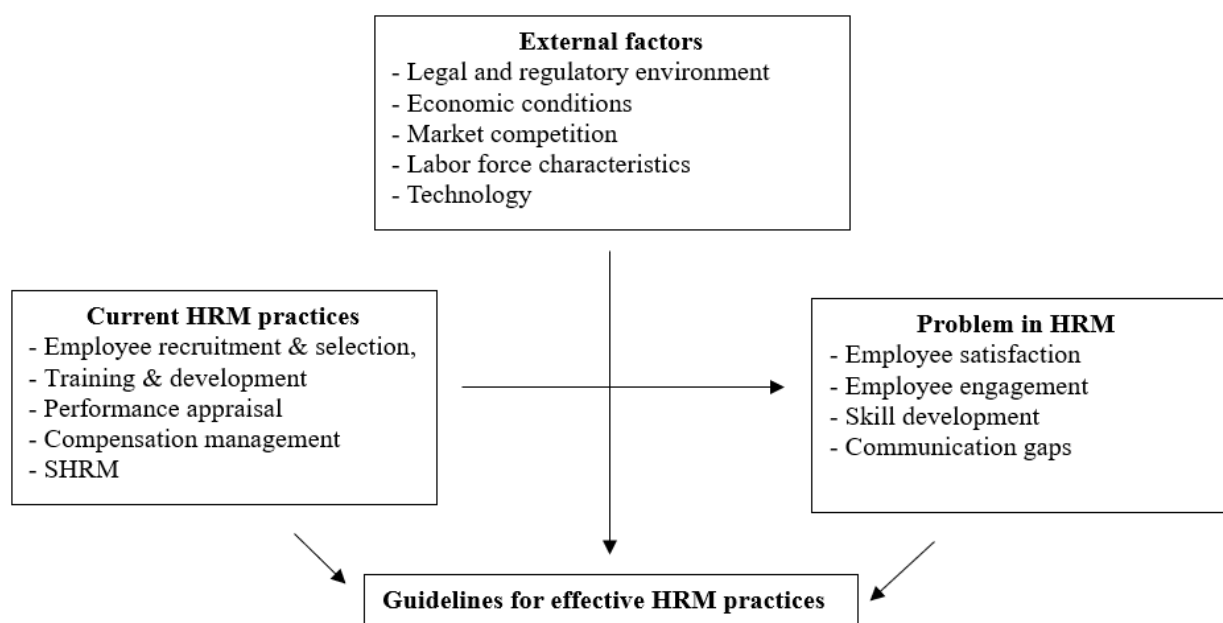 External factors
- Legal and regulatory environment
- Economic conditions
- Market competition
- Labor force characteristics
- Technology
Current HRM practices
- Employee recruitment & selection,
- Training & development
- Performance appraisal
- Compensation management
- SHRM
Problem in HRM
- Employee satisfaction
- Employee engagement
- Skill development
- Communication gaps
Guidelines for effective HRM practices